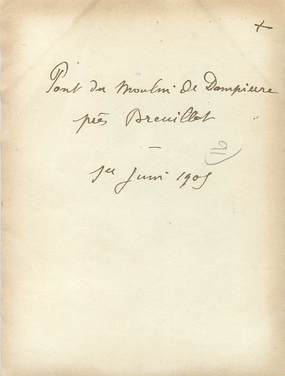 Pont du Moulin de Dampierre
près Breuillet
1er Juin 1905